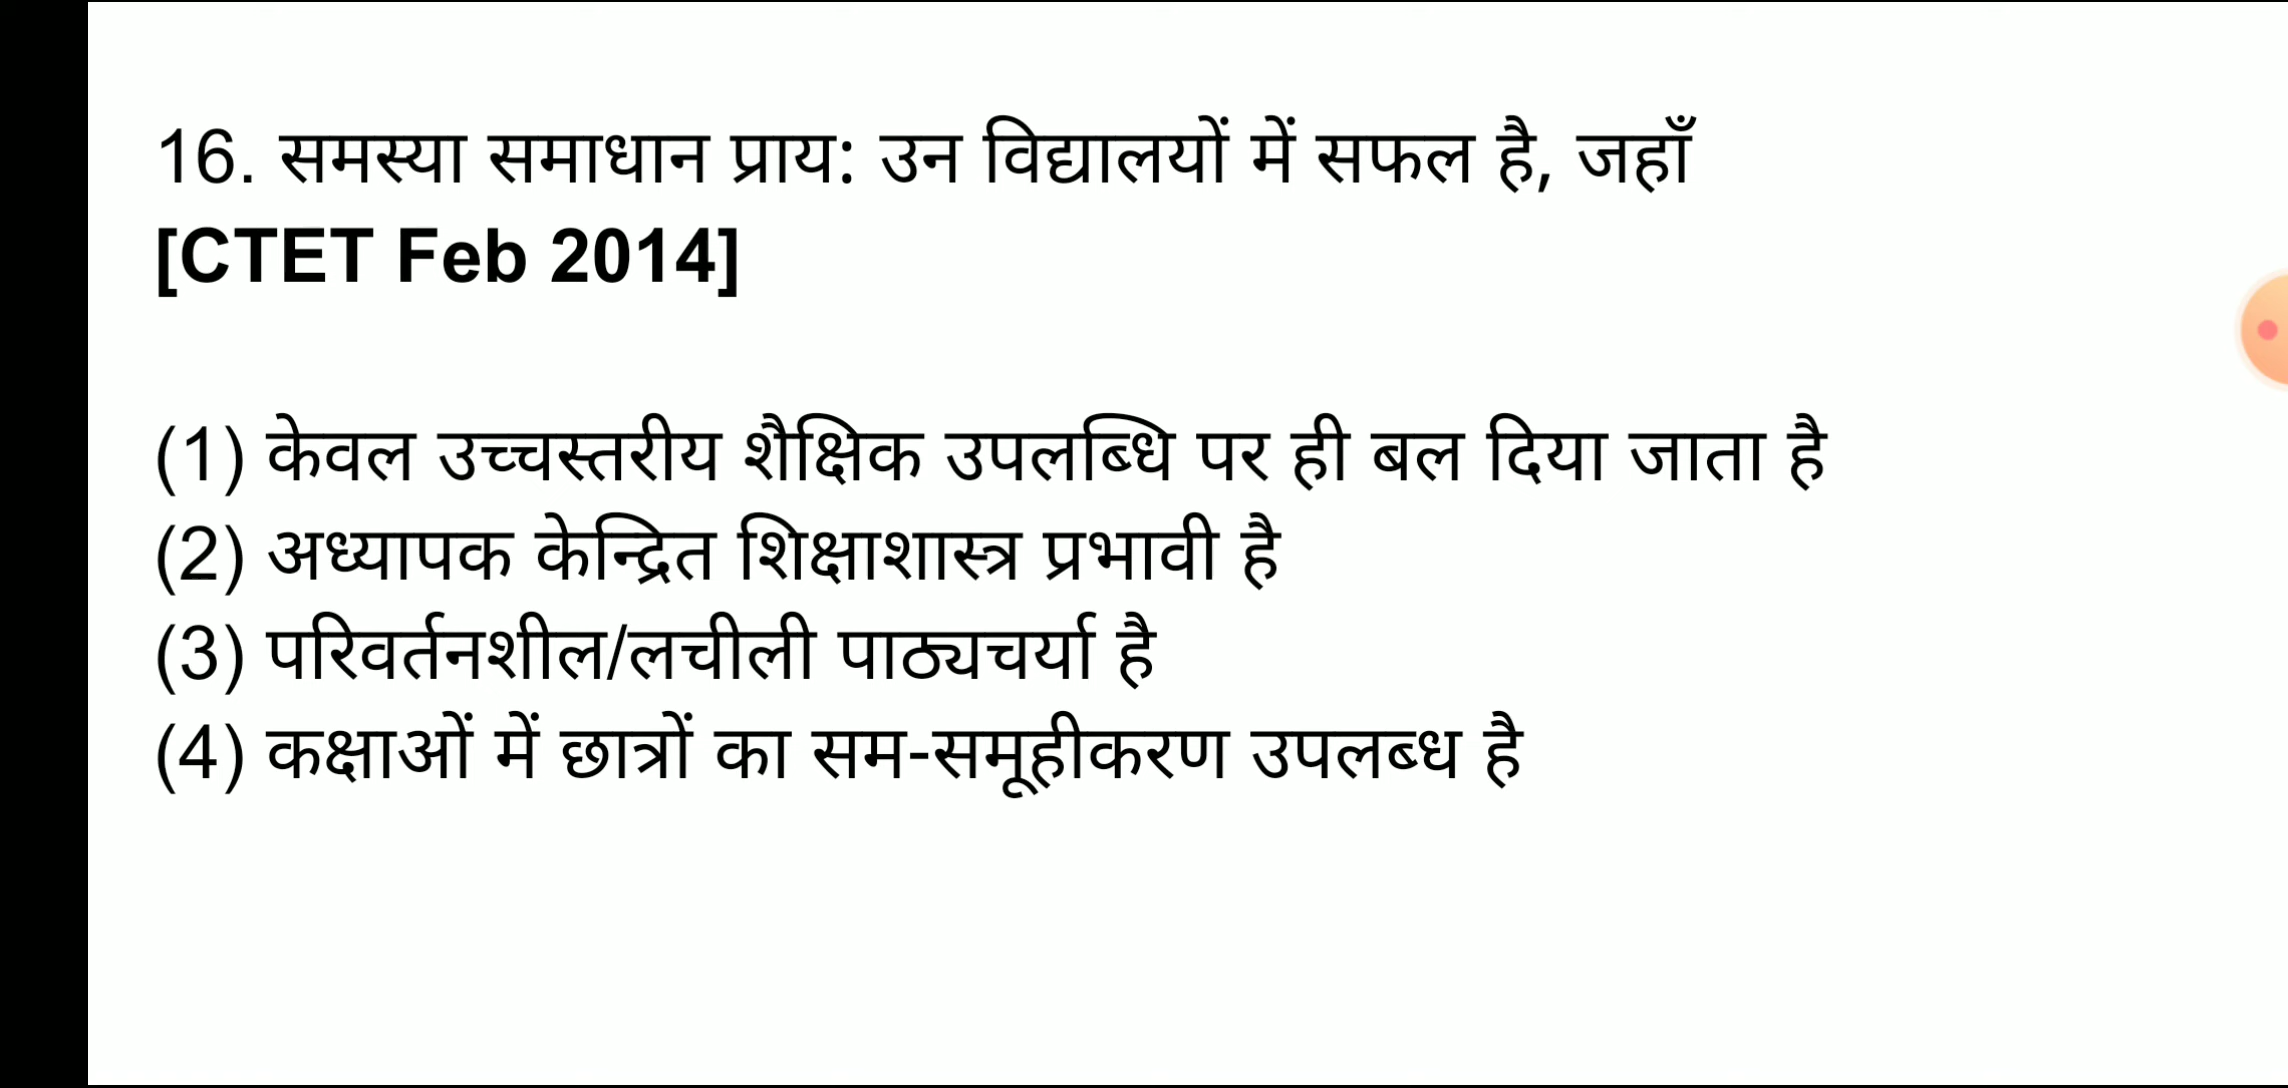 16. समस्या समाधान प्राय: उन विद्यालयों में सफल है, जहाँ
[CTET Feb 2014]
(1) केवल उच्चस्तरीय शैक्षिक उपलब्धि पर ही बल दिया जाता है
(2) अध्यापक केन्द्रित शिक्षाशास्त्र प्रभावी है
(3) परिवर्तनशील/लचीली पाठ्यचर्या है
(4) कक्षाओं में छात्रों का सम-समूहीकरण उपलब्ध है